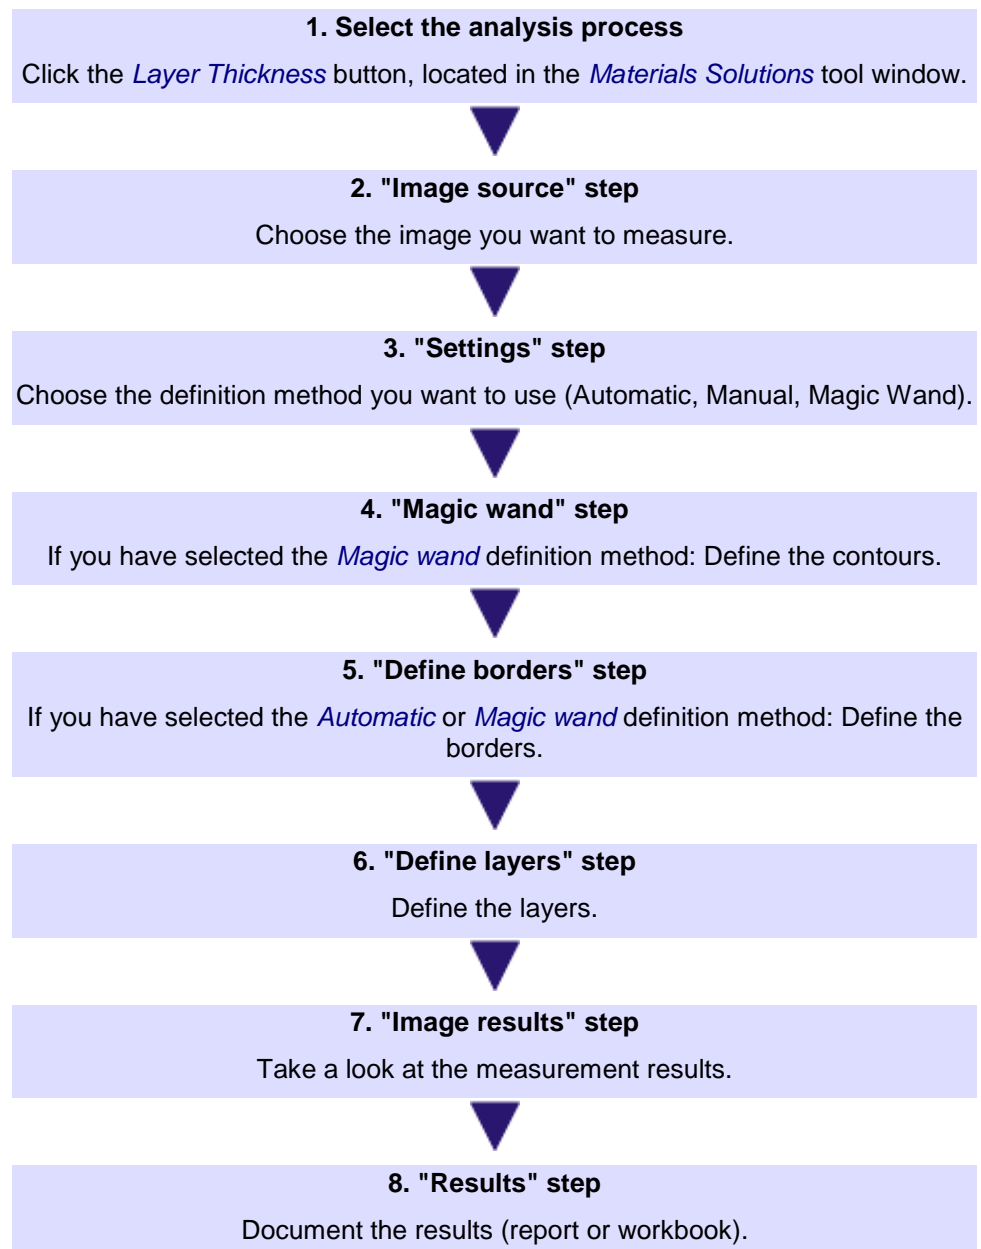 1. Select the analysis process
Click the Layer Thickness button, located in the Materials Solutions tool window.
2. "Image source" step
Choose the image you want to measure.
3. "Settings" step
Choose the definition method you want to use (Automatic, Manual, Magic Wand).
4. "Magic wand" step
If you have selected the Magic wand definition method: Define the contours.
5. "Define borders" step
If you have selected the Automatic or Magic wand definition method: Define the
borders.
6. "Define layers" step
Define the layers.
7. "Image results" step
Take a look at the measurement results.
8. "Results" step
Document the results (report or workbook).